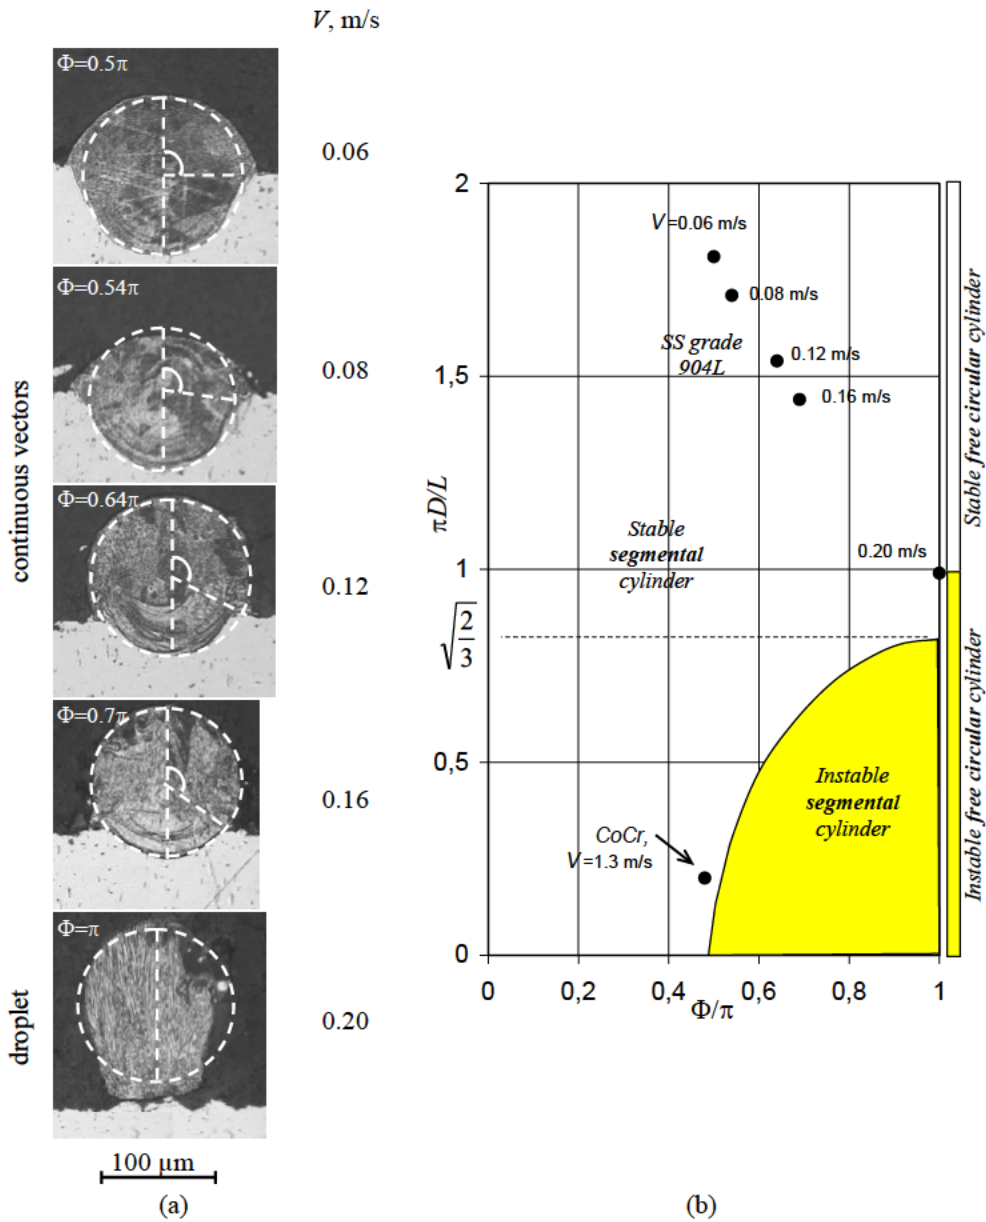 V, m/s
Φ=0.5π
0.06
Φ=0.54π
0.08
Φ=0.64π
0.12
Φ=0.7π
0.16
Φ=π
0.20
continuous vectors
droplet
100 µm
(a)
2
1,5
1
√2/3
0,5
0
πD/L
V=0.06 m/s
0.08 m/s
SS grade
904L
0.12 m/s
0.16 m/s
Stable
segmental
cylinder
0.20 m/s
Instable
segmental
cylinder
CoCr,
V=1.3 m/s
0
0,2
0,4
0,6
0,8
1
Φ/π
Stable free circular cylinder
Instable free circular cylinder
(b)